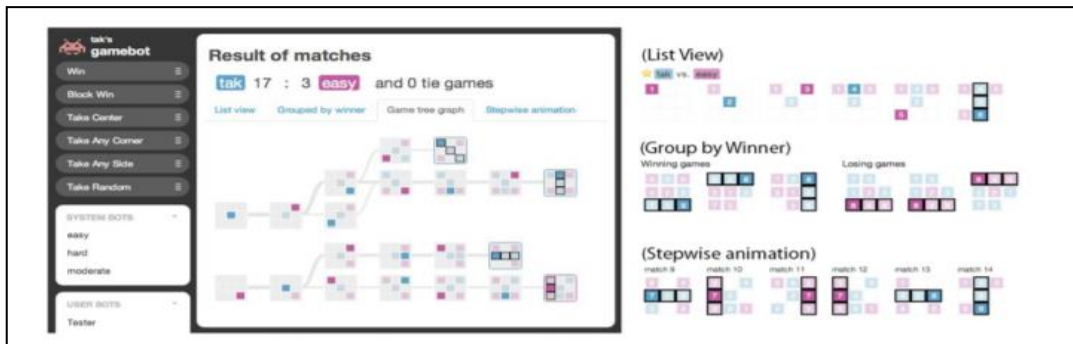 tak's
gamebot
Win
Block Win
Take Center
Take Any Corner
Take Any Side
Take Random
SYSTEM BOTS
easy
hard
moderate
USER BOTS
Tester
Result of matches
tak 17 : 3 easy and 0 tie games
List view Grouped by winner Game tree graph Stepwise animation
(List View)
tak vs. easy
(Group by Winner)
Winning games Losing games
(Stepwise animation)
match 9 match 10 match 11 match 12 match 13 match 14